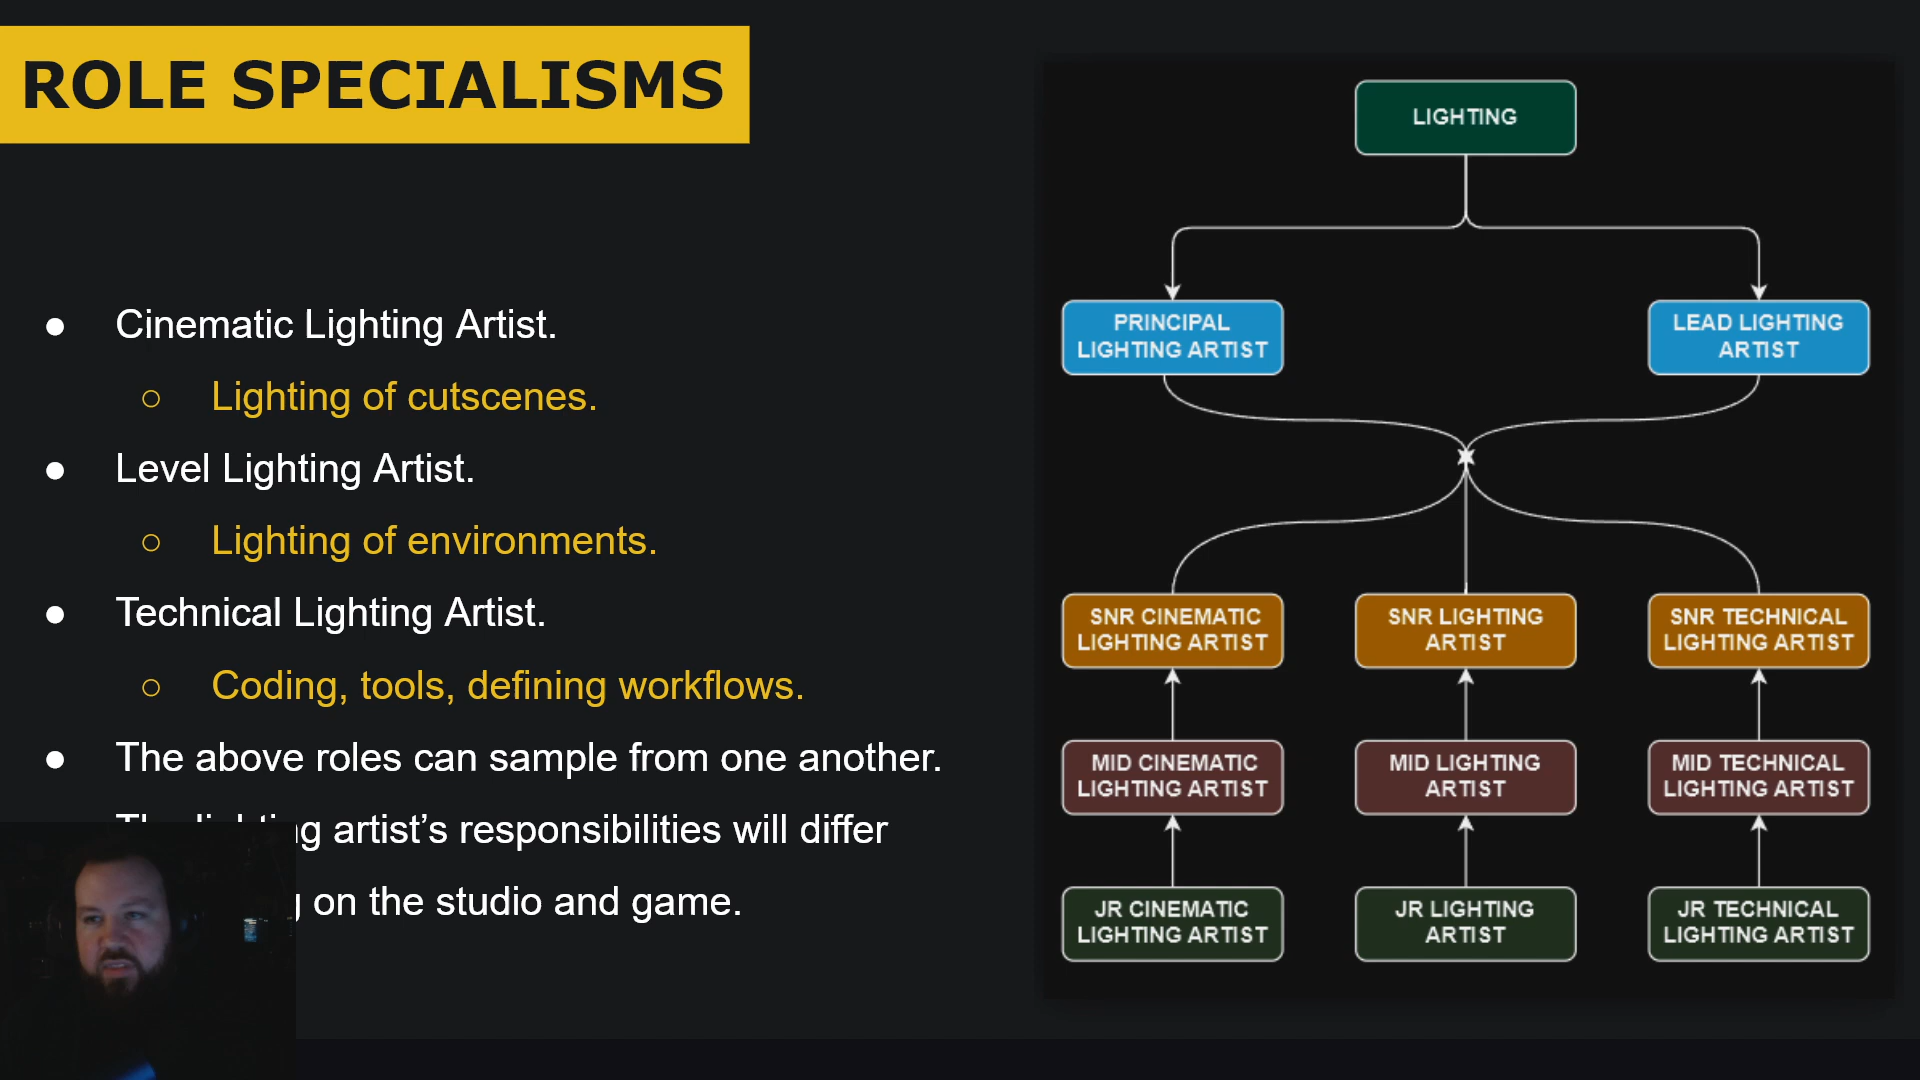 ROLE SPECIALISMS
● Cinematic Lighting Artist.
○ Lighting of cutscenes.
● Level Lighting Artist.
○ Lighting of environments.
● Technical Lighting Artist.
○ Coding, tools, defining workflows.
● The above roles can sample from one another.
The lighting artist’s responsibilities will differ
on the studio and game.
LIGHTING
PRINCIPAL
LIGHTING ARTIST
LEAD LIGHTING
ARTIST
SNR CINEMATIC
LIGHTING ARTIST
SNR LIGHTING
ARTIST
SNR TECHNICAL
LIGHTING ARTIST
MID CINEMATIC
LIGHTING ARTIST
MID LIGHTING
ARTIST
MID TECHNICAL
LIGHTING ARTIST
JR CINEMATIC
LIGHTING ARTIST
JR LIGHTING
ARTIST
JR TECHNICAL
LIGHTING ARTIST